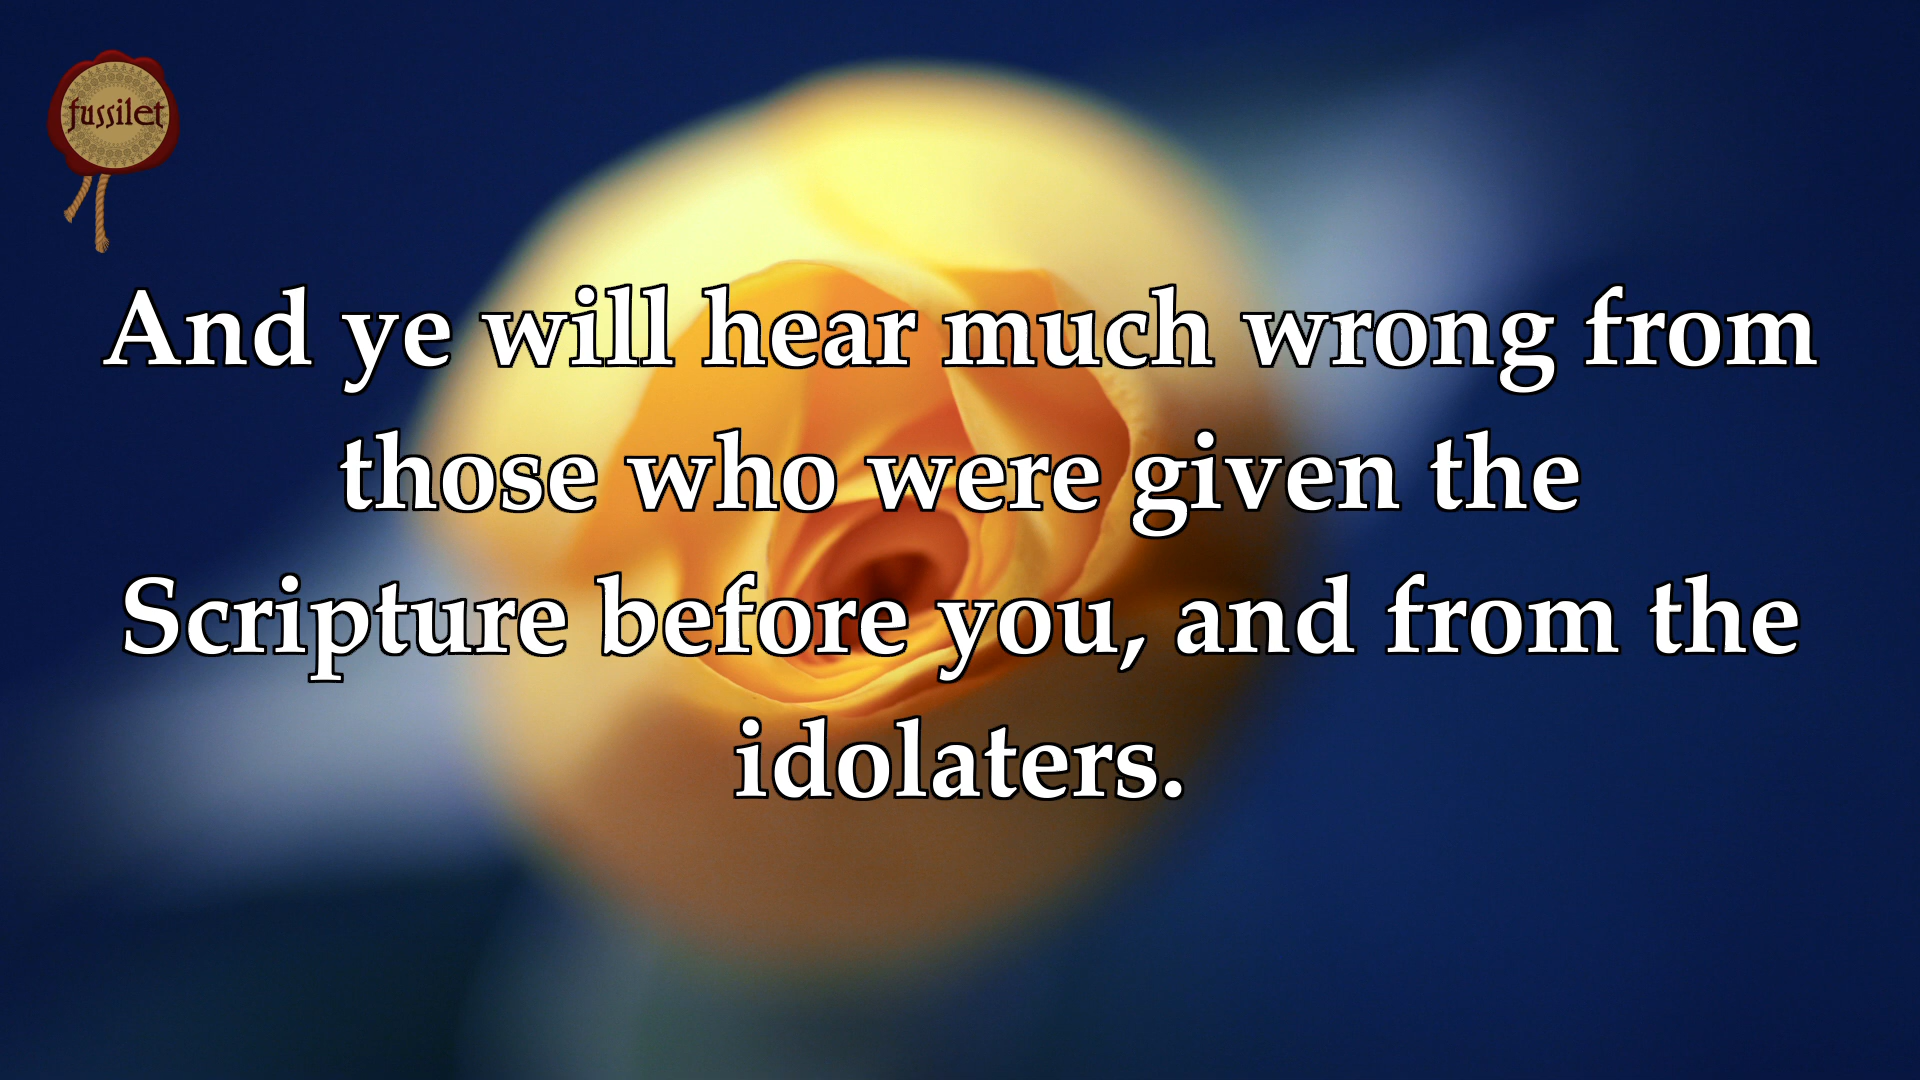 fussilet
And ye will hear much wrong from
those who were given the
Scripture before you, and from the
idolaters.